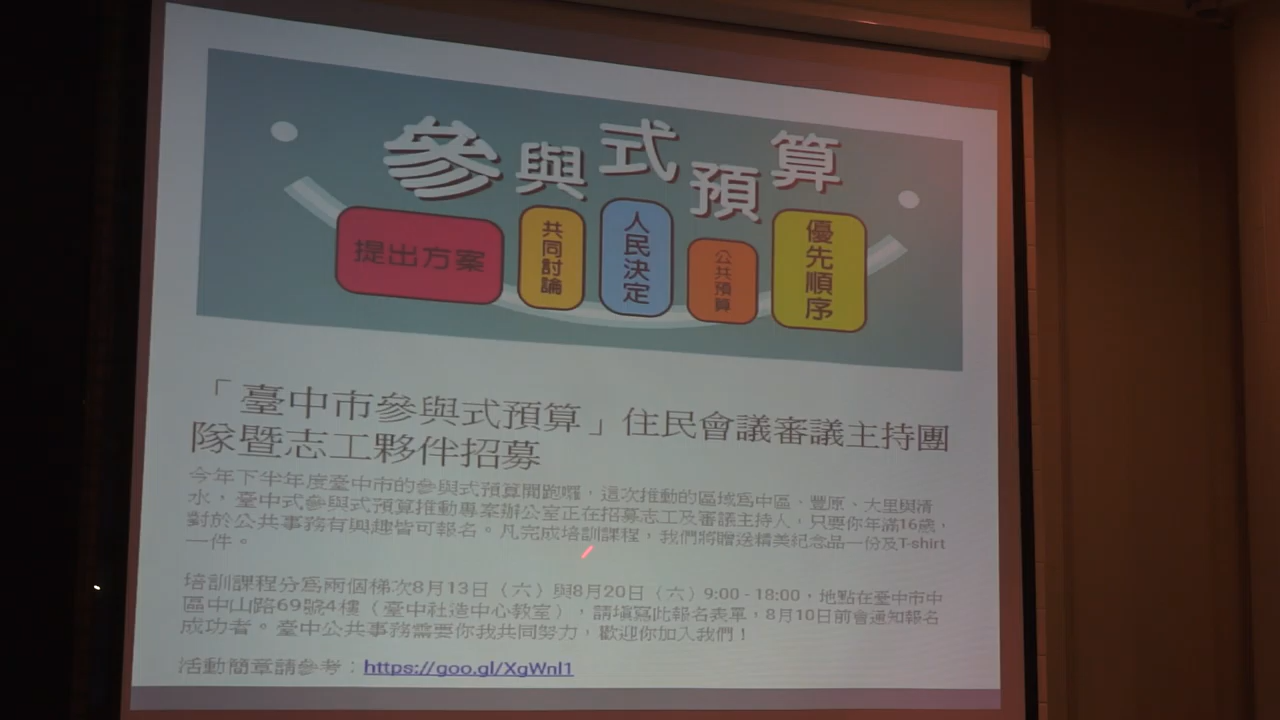 參與式預算
提出方案
共同討論
人民決定
公共預算
優先順序
「臺中市參與式預算」住民會議審議主持團
隊暨志工夥伴招募
今年下半年度臺中市的參與式預算開跑囉，這次推動的區域為中區、豐原、大里與清
水，臺中式參與式預算推動專案辦公室正在招募志工及審議主持人，只要你年滿16歲，
對於公共事務有興趣皆可報名。凡完成培訓課程，我們將贈送精美紀念品一份及T-shirt
一件。
培訓課程分為兩個梯次8月13日（六）與8月20日（六）9:00 - 18:00，地點在臺中市中
區中山路69號4樓（臺中社造中心教室），請填寫此報名表單，8月10日前會通知報名
成功者。臺中公共事務需要你我共同努力，歡迎你加入我們！
活動簡章請參考：https://goo.gl/XgWnl1